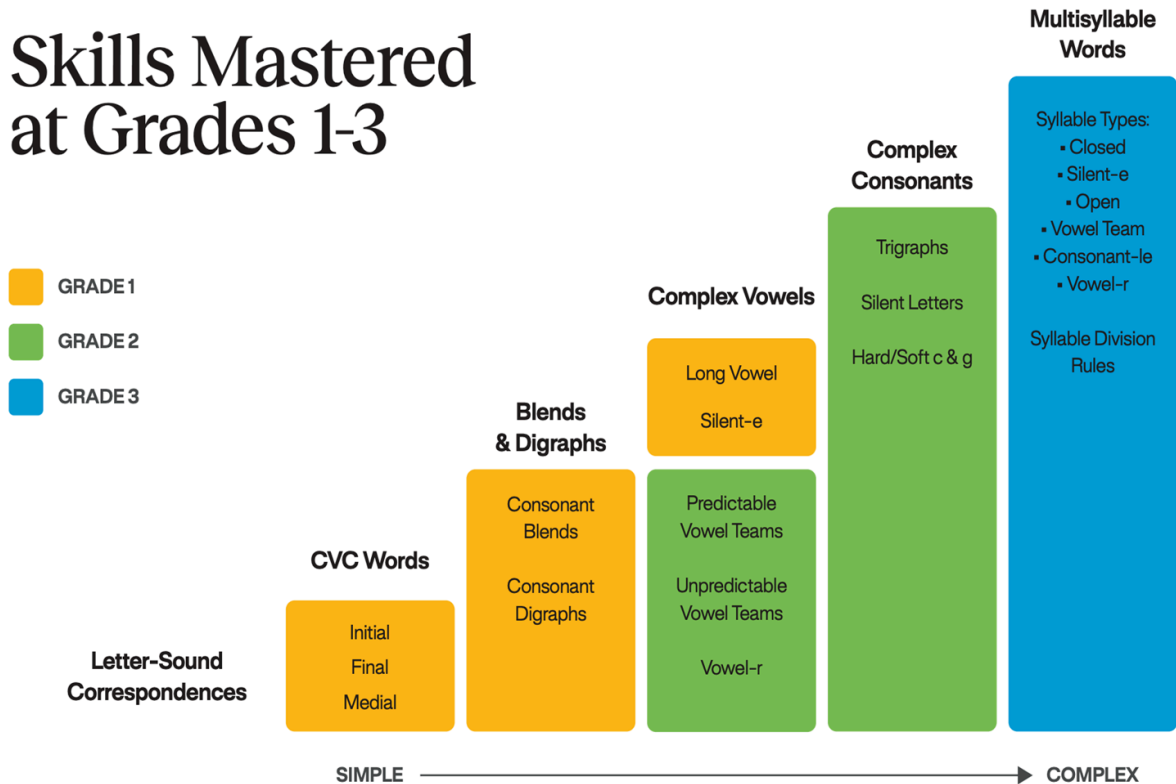 Skills Mastered
at Grades 1-3
GRADE 1
GRADE 2
GRADE 3
Letter-Sound
Correspondences
CVC Words
Initial
Final
Medial
Blends
& Digraphs
Consonant
Blends
Consonant
Digraphs
Complex Vowels
Long Vowel
Silent-e
Predictable
Vowel Teams
Unpredictable
Vowel Teams
Vowel-r
Complex
Consonants
Trigraphs
Silent Letters
Hard/Soft c & g
Multisyllable
Words
Syllable Types:
▪ Closed
▪ Silent-e
▪ Open
▪ Vowel Team
▪ Consonant-le
▪ Vowel-r
Syllable Division
Rules
SIMPLE
COMPLEX